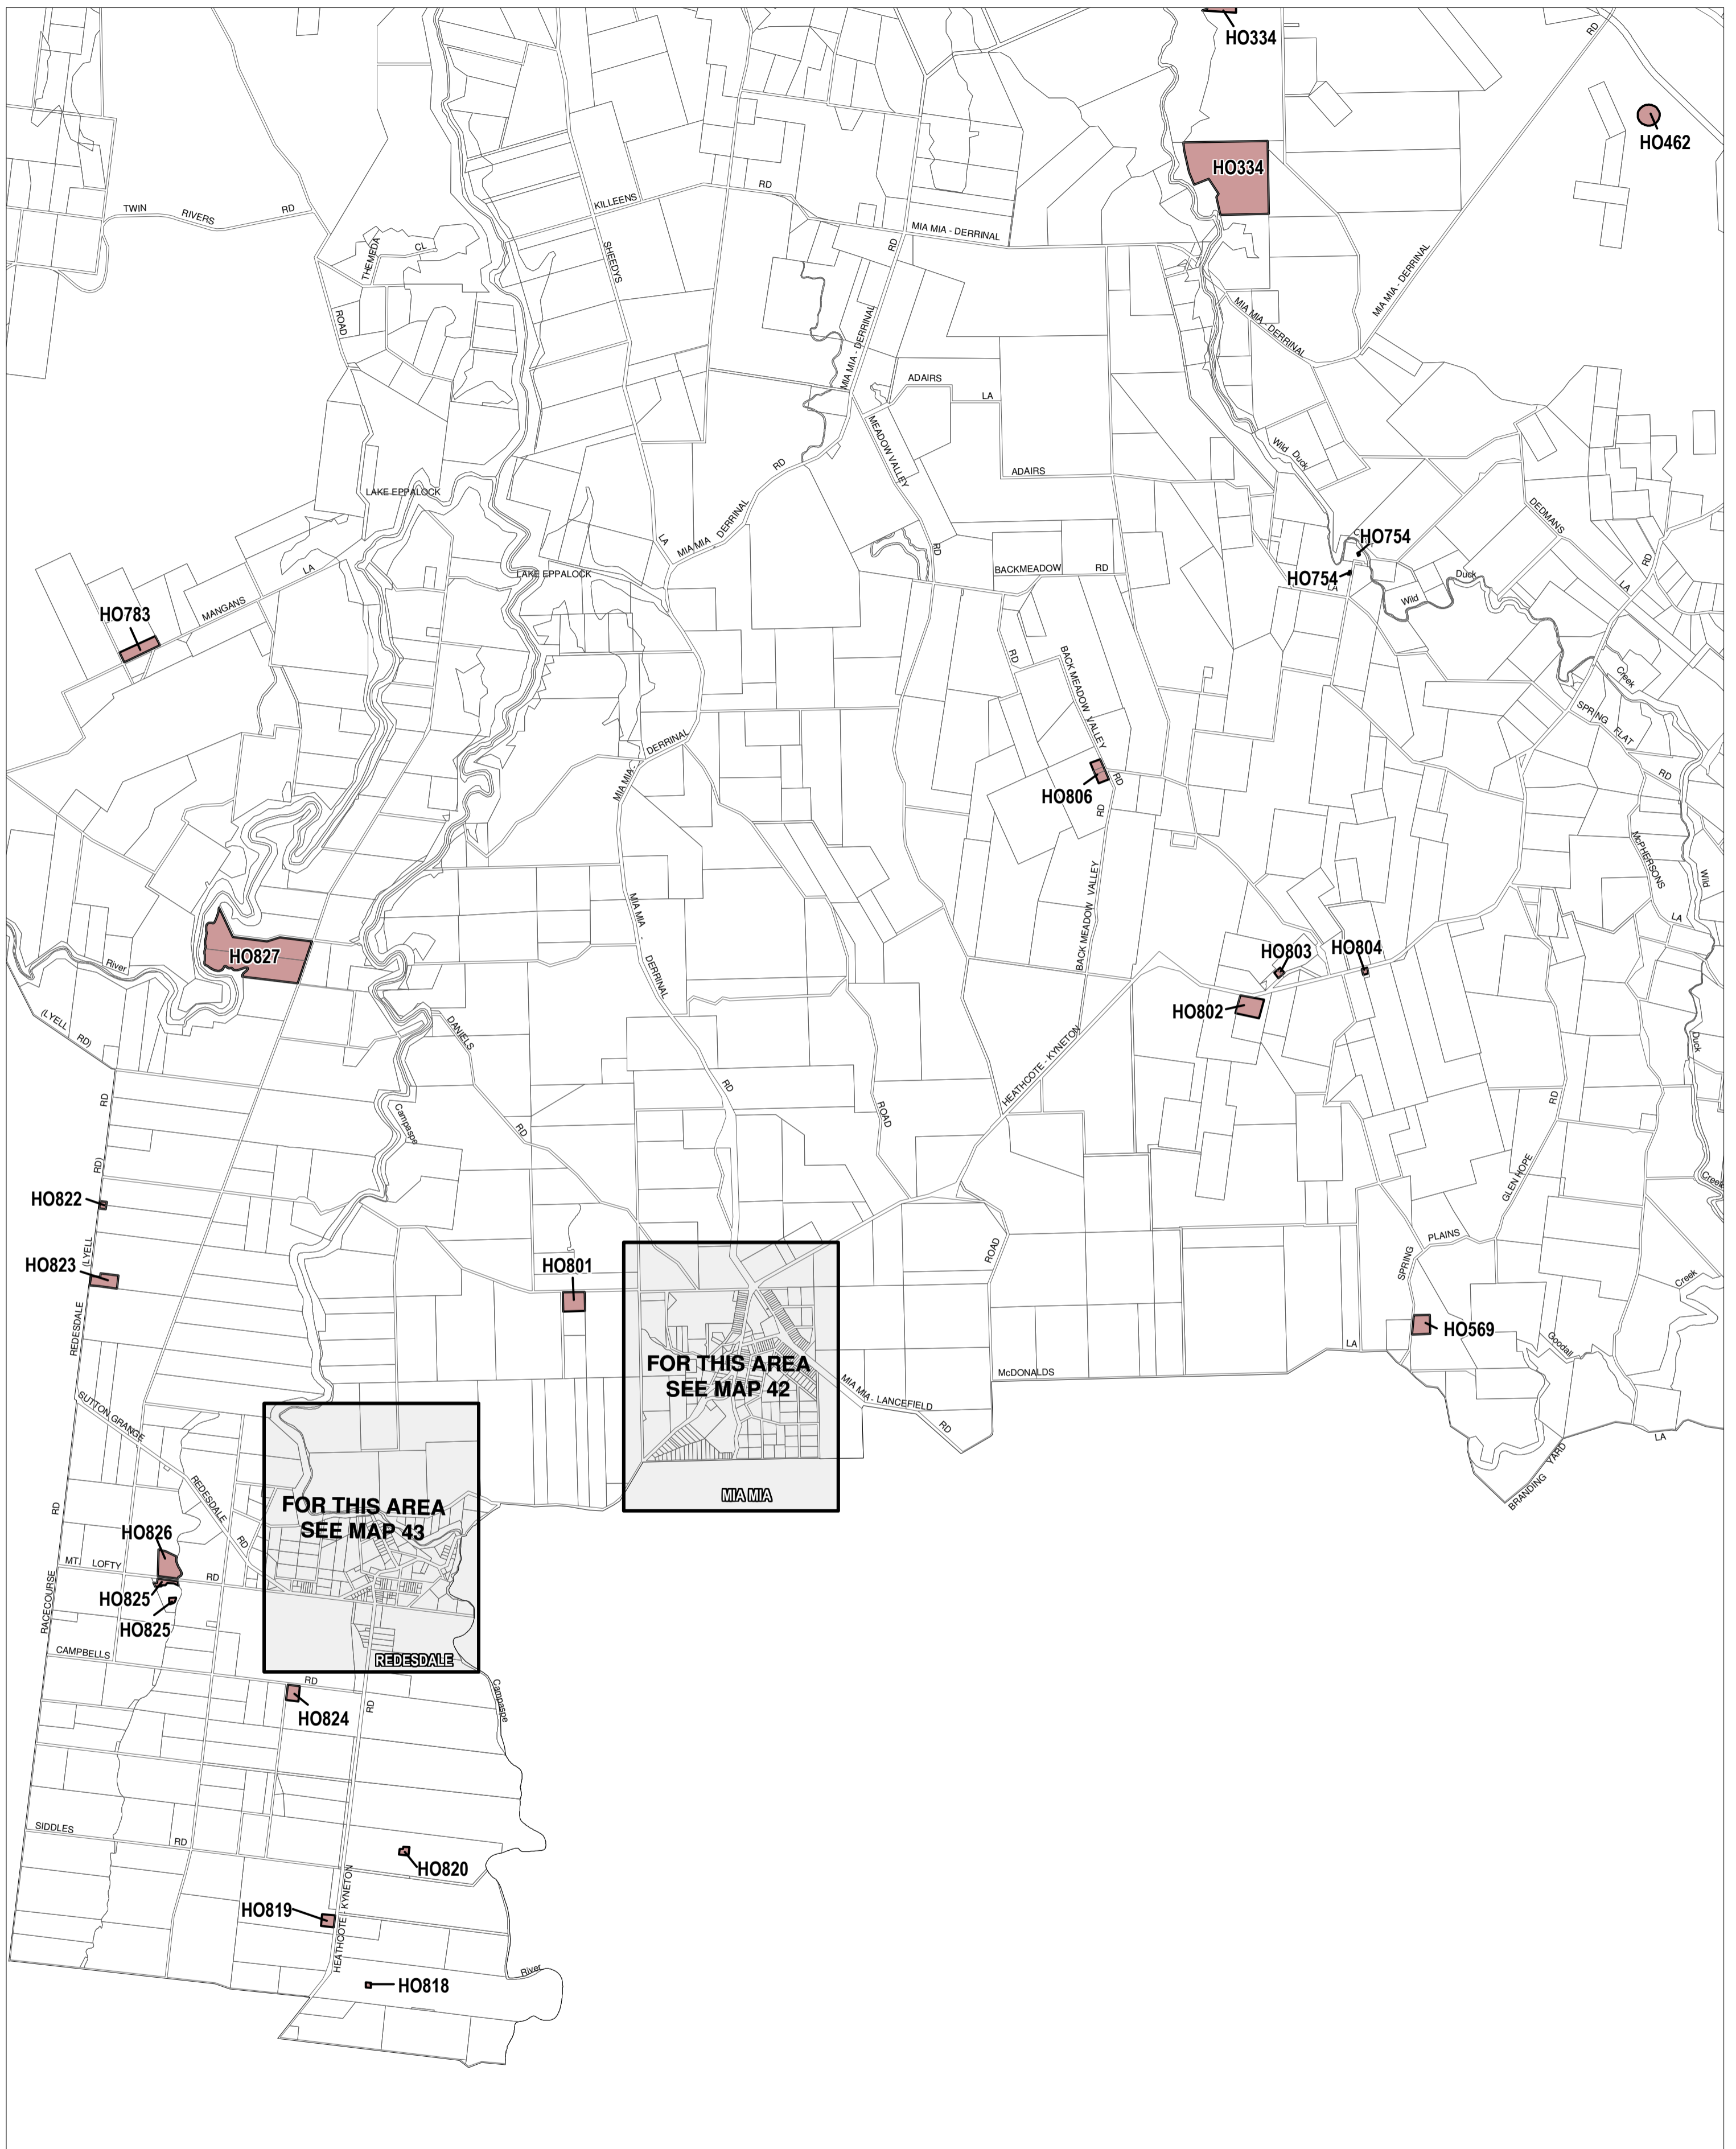 HO334
RD
HO462
HO334
RD
KILLEENS
TWIN
RIVERS
RD
MIA MIA - DERRINAL
RD
SHEEDYS
THEMEDA
CL
MIA MIA - DERRINAL
MIA MIA - DERRINAL
ROAD
MIA MIA - DERRINAL
ADAIRS
LA
MEADOW VALLEY
Wild Duck
RD
ADAIRS
LAKE EPPALOCK
DEDMANS
MIA MIA - DERRINAL
LA
HO754
RD
RD
LAKE EPPALOCK
BACKMEADOW
RD
HO754
LA
Duck
Wild
LA
LA
MANGANS
HO783
RD
BACK MEADOW VALLEY
Creek
SPRING FLAT
DERRINAL
MIA MIA -
RD
RD
HO806
RD
McPHERSONS
Wild
BACK MEADOW VALLEY
MIA MIA - DERRINAL
LA
HO827
River
HO803
HO804
HO802
(LYELL RD)
DANIELS
HEATHCOTE - KYNETON
Duck
RD
RD
RD
ROAD
Campaspe
RD
RD)
GLEN HOPE
Creek
HO822
(LYELL
PLAINS
ROAD
SPRING
HO823
HO801
Creek
REDESDALE
HO569
Goodall
LA
FOR THIS AREA
SEE MAP 42
McDONALDS
MIA MIA - LANCEFIELD
RD
SUTTON GRANGE
LA
BRANDING YARD
REDESDALE
RD
MIA MIA
FOR THIS AREA
SEE MAP 43
RD
HO826
MT. LOFTY
RD
RACECOURSE
HO825
HO825
CAMPBELLS
REDESDALE
RD
HO824
RD
Campaspe
SIDDLES
RD
HO820
HEATHCOTE - KYNETON
HO819
River
HO818